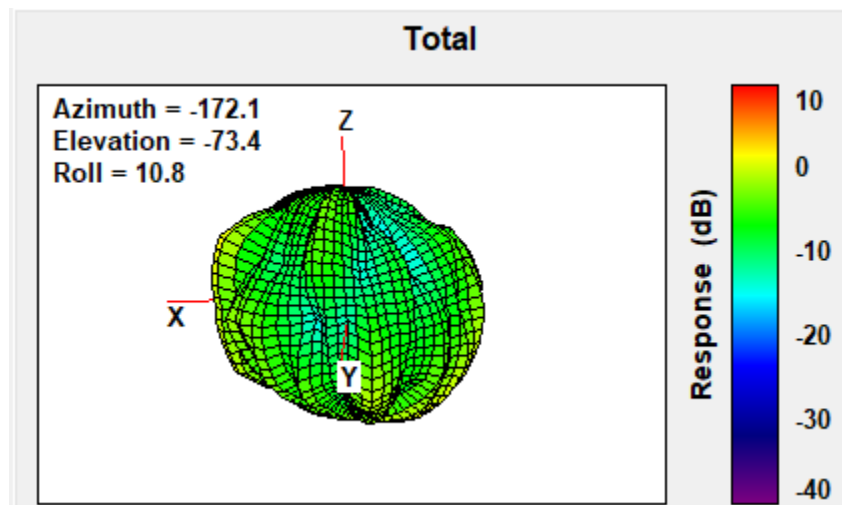 Total
Azimuth = -172.1
Elevation = -73.4
Roll = 10.8
Z
X
Y
Response (dB)
10
0
-10
-20
-30
-40